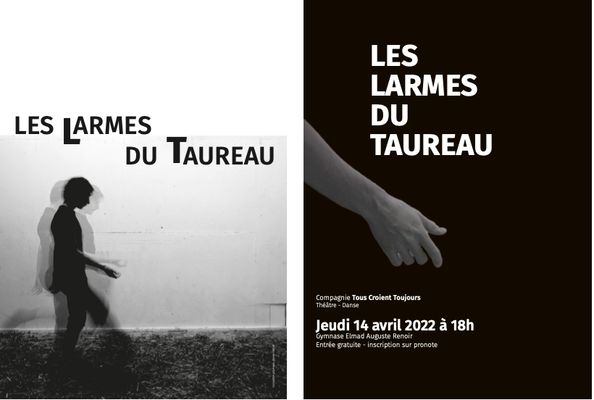 LES LARMES
DU TAUREAU
LES
LARMES
DU
TAUREAU
Compagnie Tous Croient Toujours
Théâtre - Danse
Jeudi 14 avril 2022 à 18h
Gymnase Elmad Auguste Renoir
Entrée gratuite - inscription sur pronote